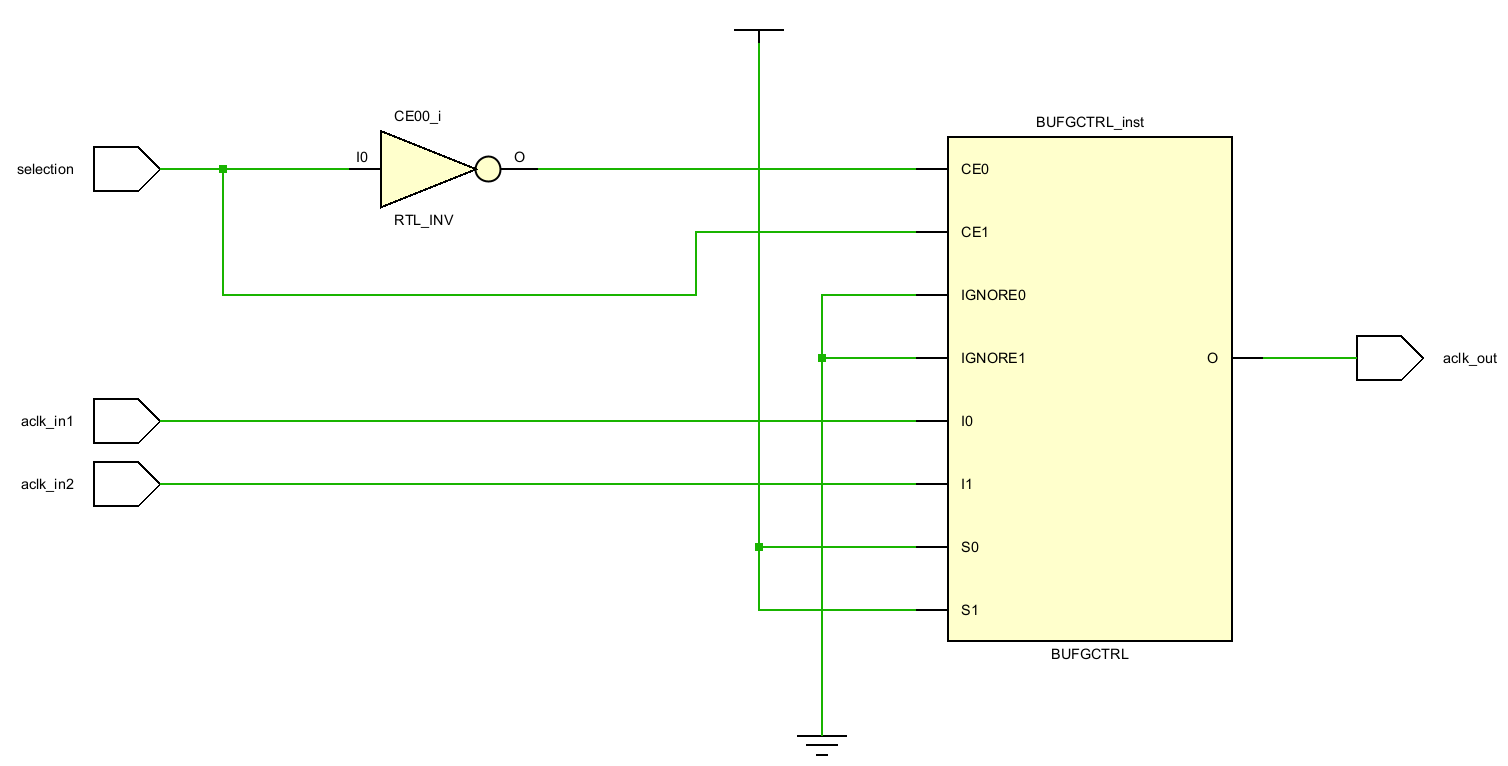 CE00_i
BUFGCTRL_inst
selection
I0
O
CE0
RTL_INV
CE1
IGNORE0
IGNORE1
O
aclk_out
aclk_in1
I0
aclk_in2
I1
S0
S1
BUFGCTRL